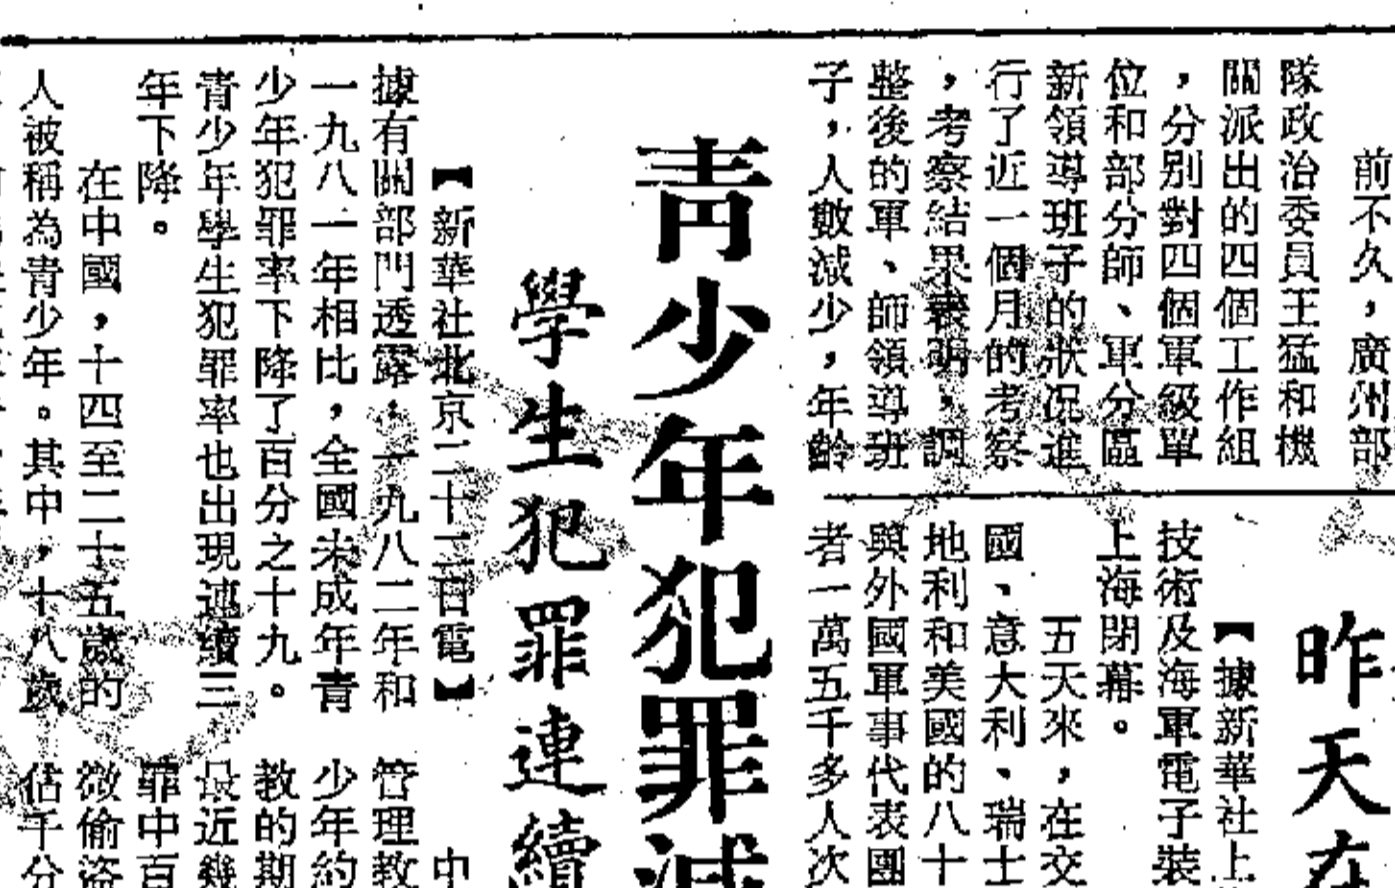 前不久，廣州部
隊政治委員王猛和機
關派出的四個工作組
，分別對四個軍級單
位和部分師、軍分區
新領導班子的狀況進
行了近一個月的考察
，考察結果表明，調
整後的軍、師領導班
子，人數減少，年齡
昨天在
【據新華社上
技術及海軍電子裝
上海閉幕。
五天來，在交
國、意大利、瑞士
地利和美國的八十
與外國軍事代表團
者一萬五千多人次
青少年犯罪減
學生犯罪連續
【新華社北京二十三日電】
據有關部門透露，一九八二年和
一九八一年相比，全國未成年青
少年犯罪率下降了百分之十九。
青少年學生犯罪率也出現連續三
年下降。
在中國，十四至二十五歲的
人被稱為青少年。其中，十八歲
中
管理教
少年約
教的期
最近幾
罪中百
微偷盜
佔千分